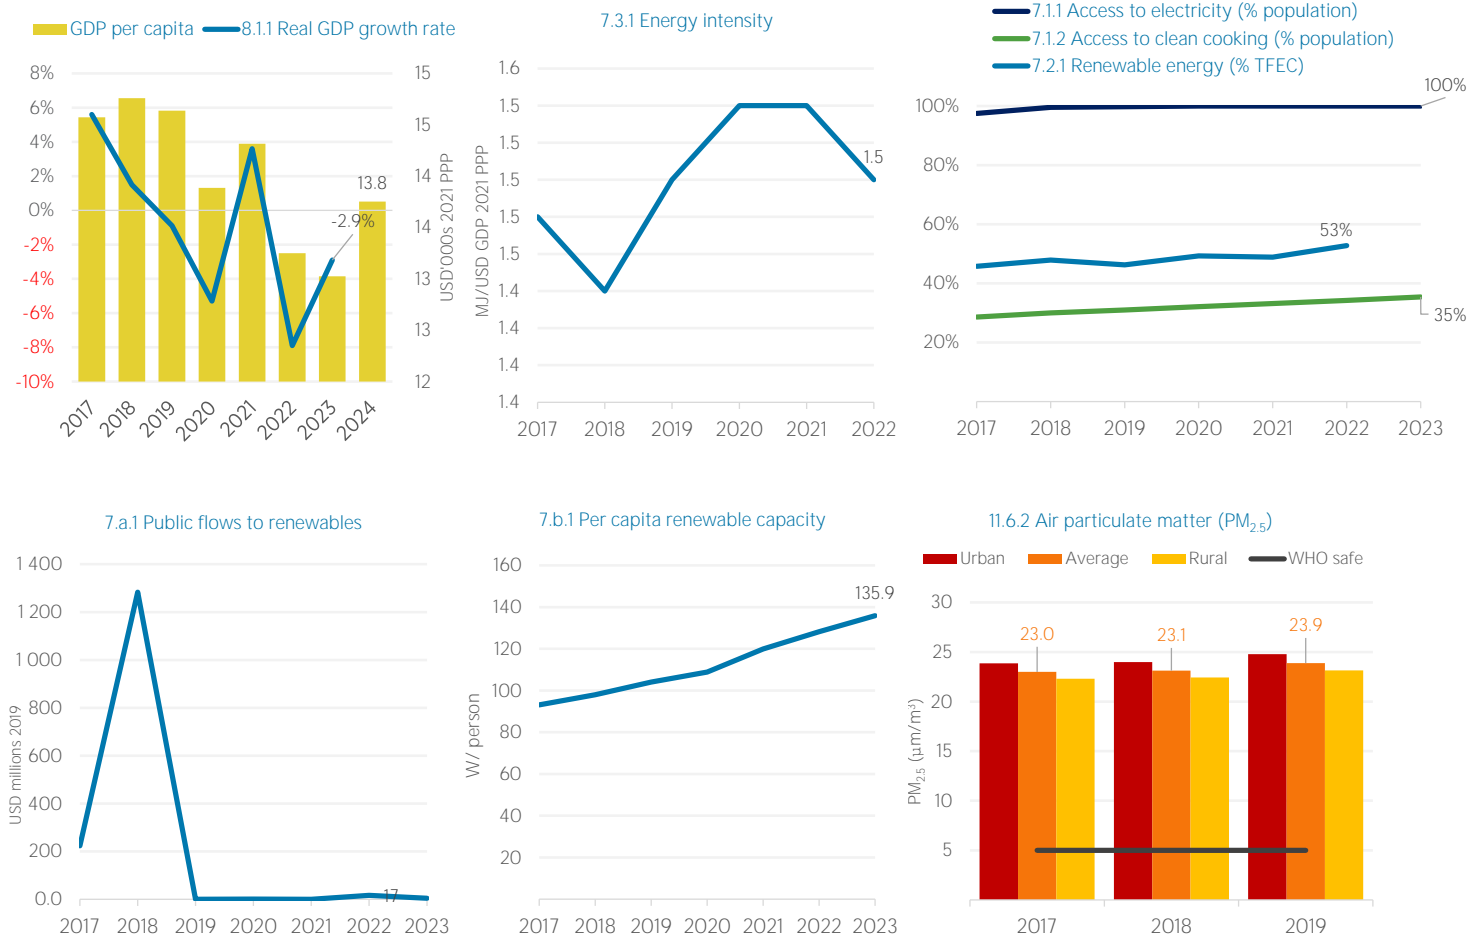 GDP per capita 8.1.1 Real GDP growth rate
8% 15
6% 15
4%
2% 14
0% 14
-2%
-4% 13
-6% 13
-8%
-10% 12
USD'000s 2021 PPP
13.8
-2.9%
2017 2018 2019 2020 2021 2022 2023 2024
7.3.1 Energy intensity
MJ/USD GDP 2021 PPP
1.6
1.5
1.5
1.5
1.5
1.5
1.4
1.4
1.4
1.4
1.5
2017 2018 2019 2020 2021 2022
7.1.1 Access to electricity (% population)
7.1.2 Access to clean cooking (% population)
7.2.1 Renewable energy (% TFEC)
100%
80%
60%
40%
20%
100%
53%
35%
2017 2018 2019 2020 2021 2022 2023
7.a.1 Public flows to renewables
USD millions 2019
1 400
1 200
1 000
800
600
400
200
0.0
17
2017 2018 2019 2020 2021 2022 2023
7.b.1 Per capita renewable capacity
W/ person
160
140
120
100
80
60
40
20
135.9
2017 2018 2019 2020 2021 2022 2023
11.6.2 Air particulate matter (PM2.5)
Urban Average Rural WHO safe
PM2.5 (μm/m³)
30
25
20
15
10
5
23.0 23.1 23.9
2017 2018 2019